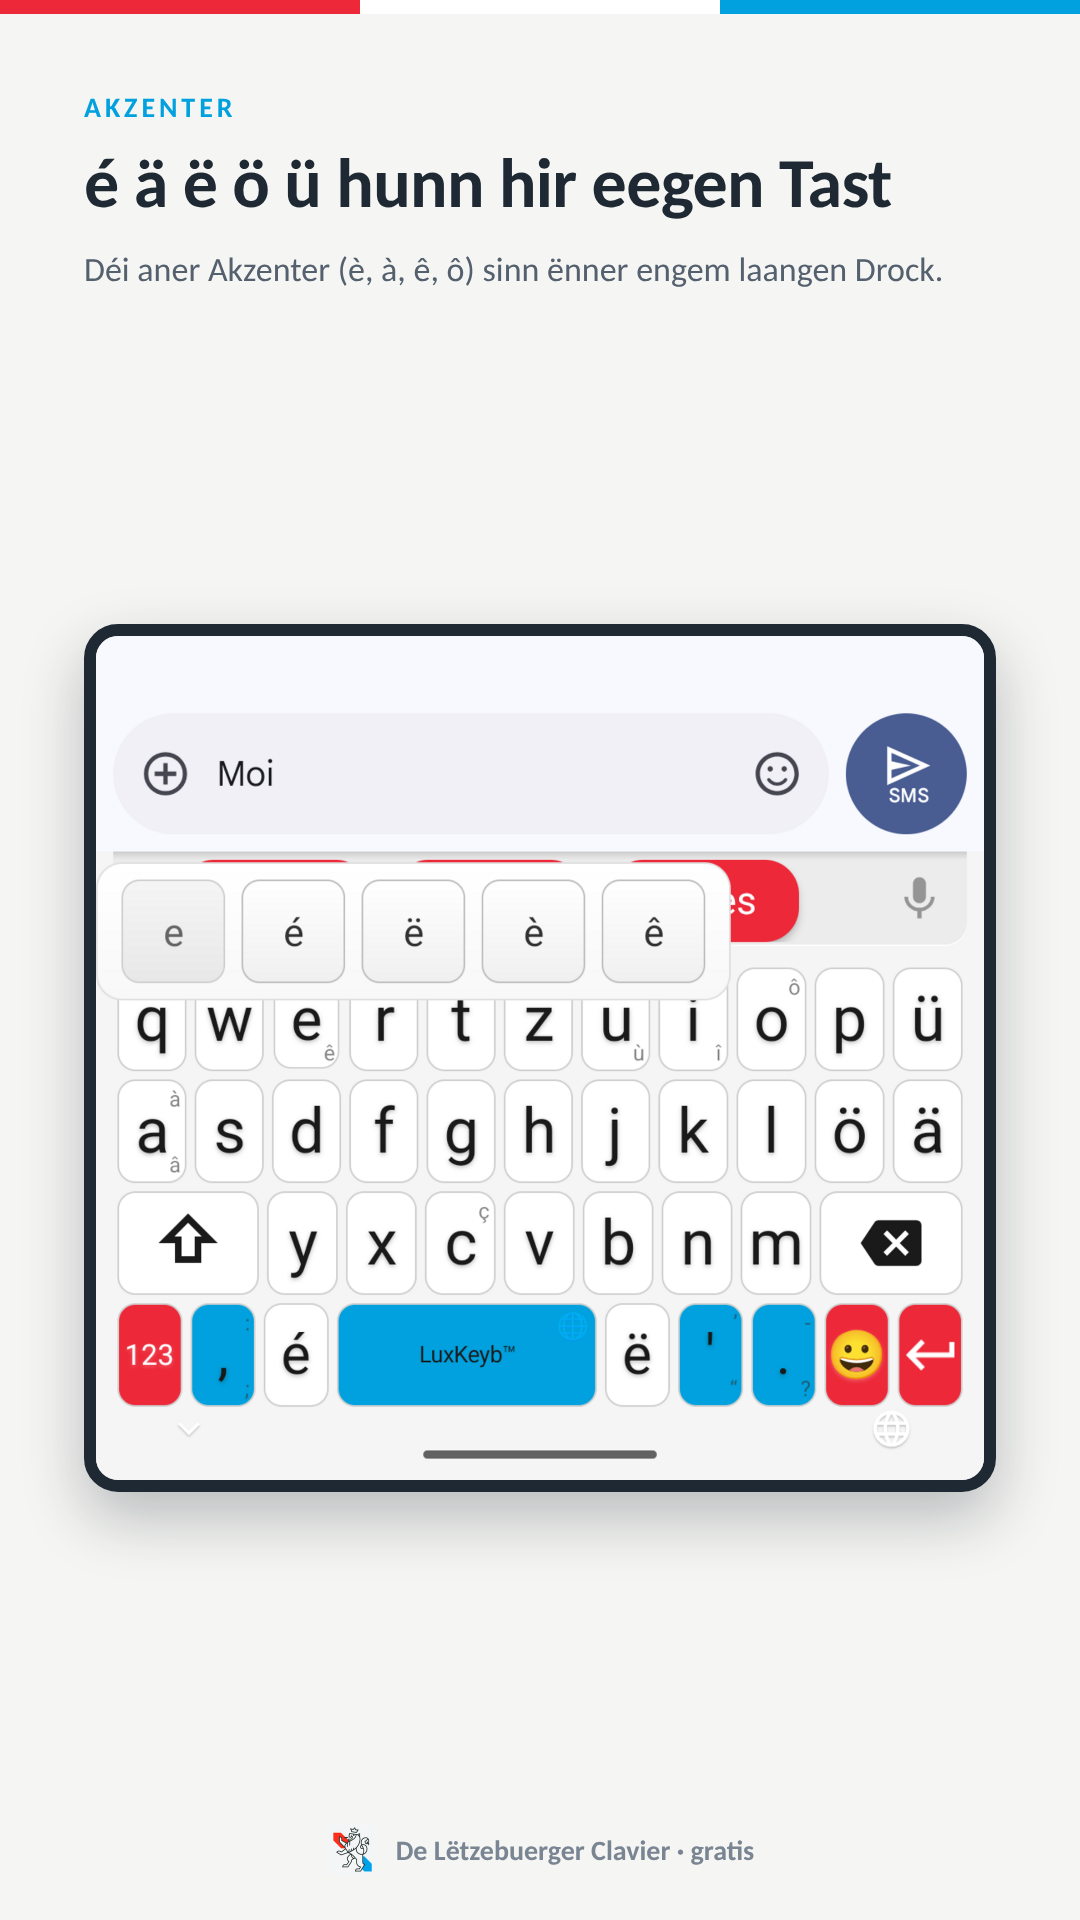 AKZENTER
é ä ë ö ü hunn hir eegen Tast
Déi aner Akzenter (è, à, ê, ô) sinn ënner engem laangen Drock.
Moi
SMS
es
e é ë è ê
q w e ê r t z u ù i î o ô p ü
a à â s d f g h j k l ö ä
y x c ç v b n m
123 , : ; é LuxKeyb™ ë ' “ . - ?
De Lëtzebuerger Clavier · gratis